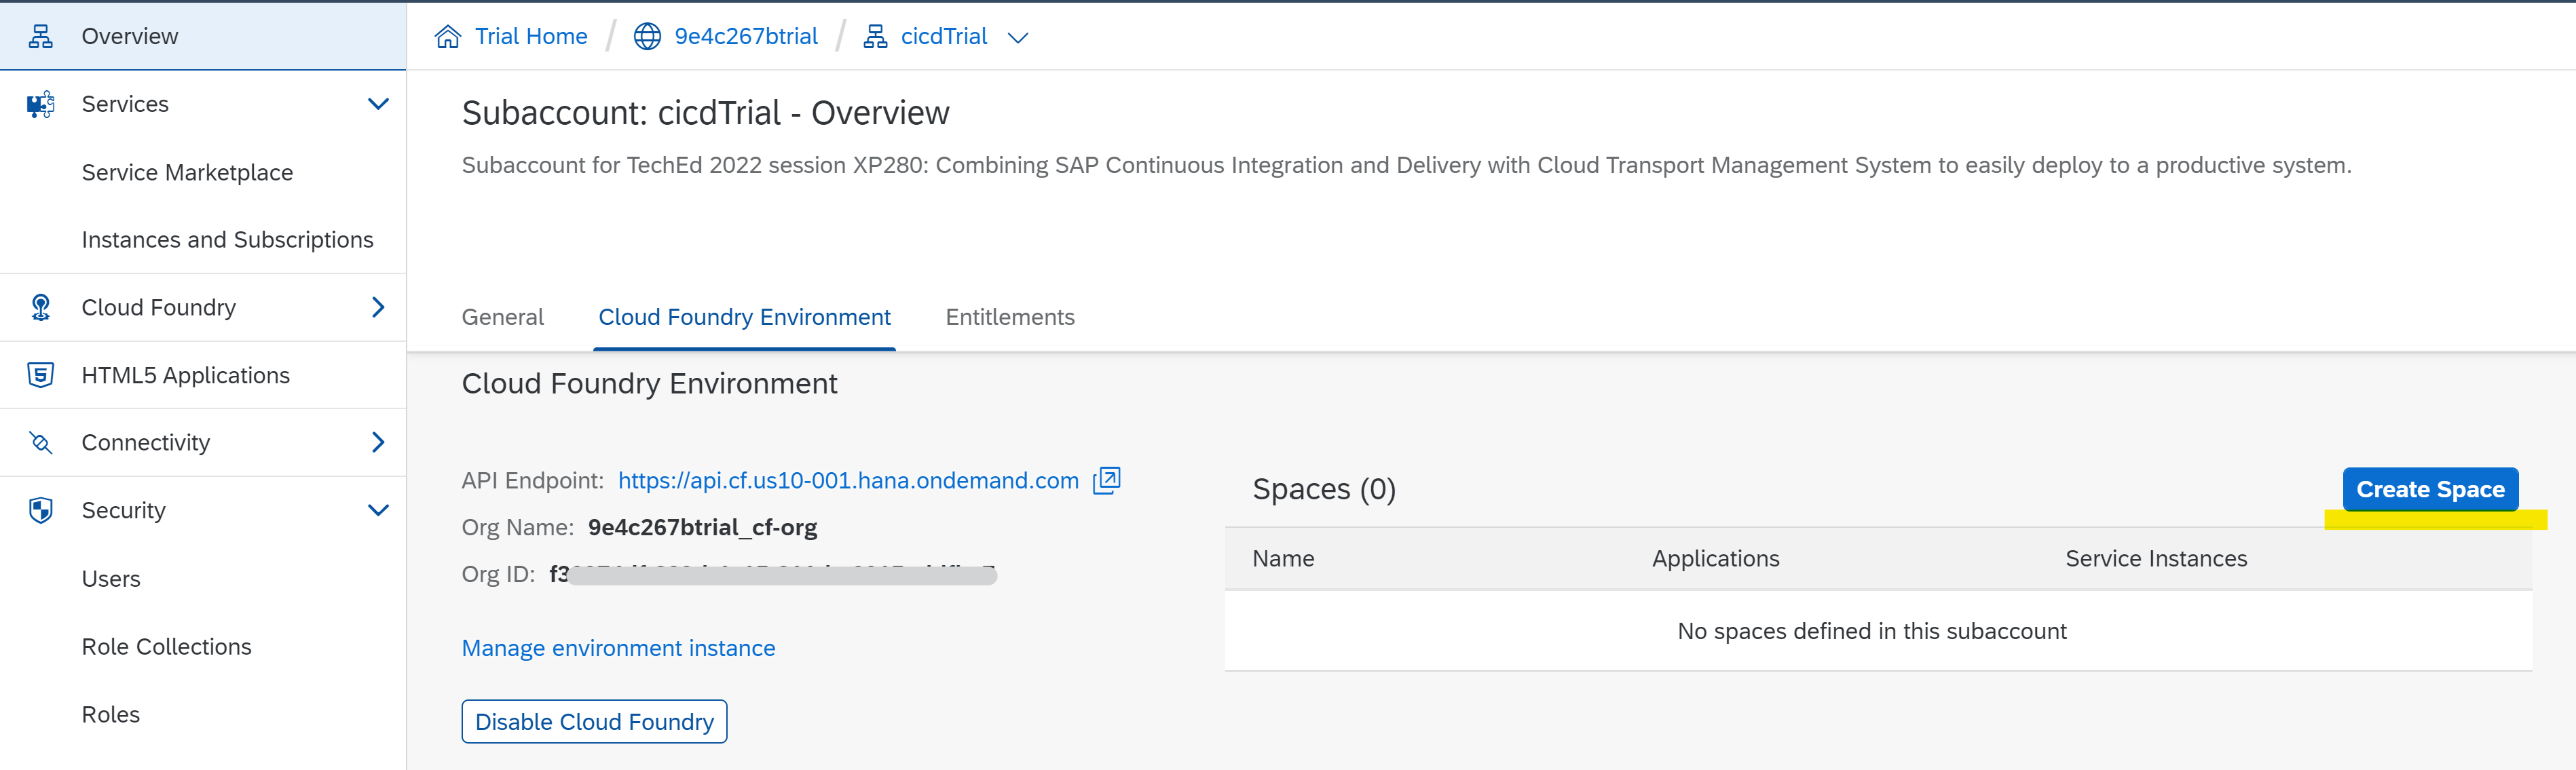 Overview
Services
Service Marketplace
Instances and Subscriptions
Cloud Foundry
HTML5 Applications
Connectivity
Security
Users
Role Collections
Roles
Trial Home / 9e4c267btrial / cicdTrial
Subaccount: cicdTrial - Overview
Subaccount for TechEd 2022 session XP280: Combining SAP Continuous Integration and Delivery with Cloud Transport Management System to easily deploy to a productive system.
General Cloud Foundry Environment Entitlements
Cloud Foundry Environment
API Endpoint: https://api.cf.us10-001.hana.ondemand.com
Org Name: 9e4c267btrial_cf-org
Org ID:
Manage environment instance
Disable Cloud Foundry
Spaces (0)
Create Space
Name Applications Service Instances
No spaces defined in this subaccount